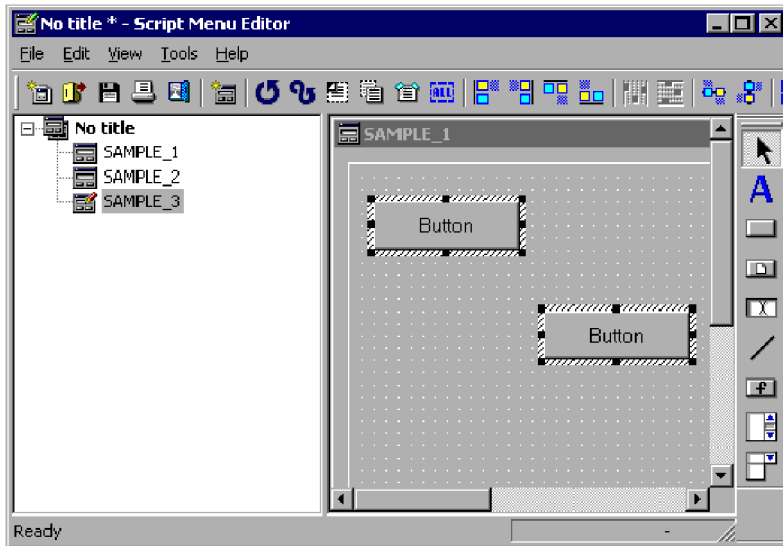 No title * - Script Menu Editor
File Edit View Tools Help
ALL
No title
SAMPLE_1
SAMPLE_2
SAMPLE_3
SAMPLE_1
Button
Button
A
f
Ready
-